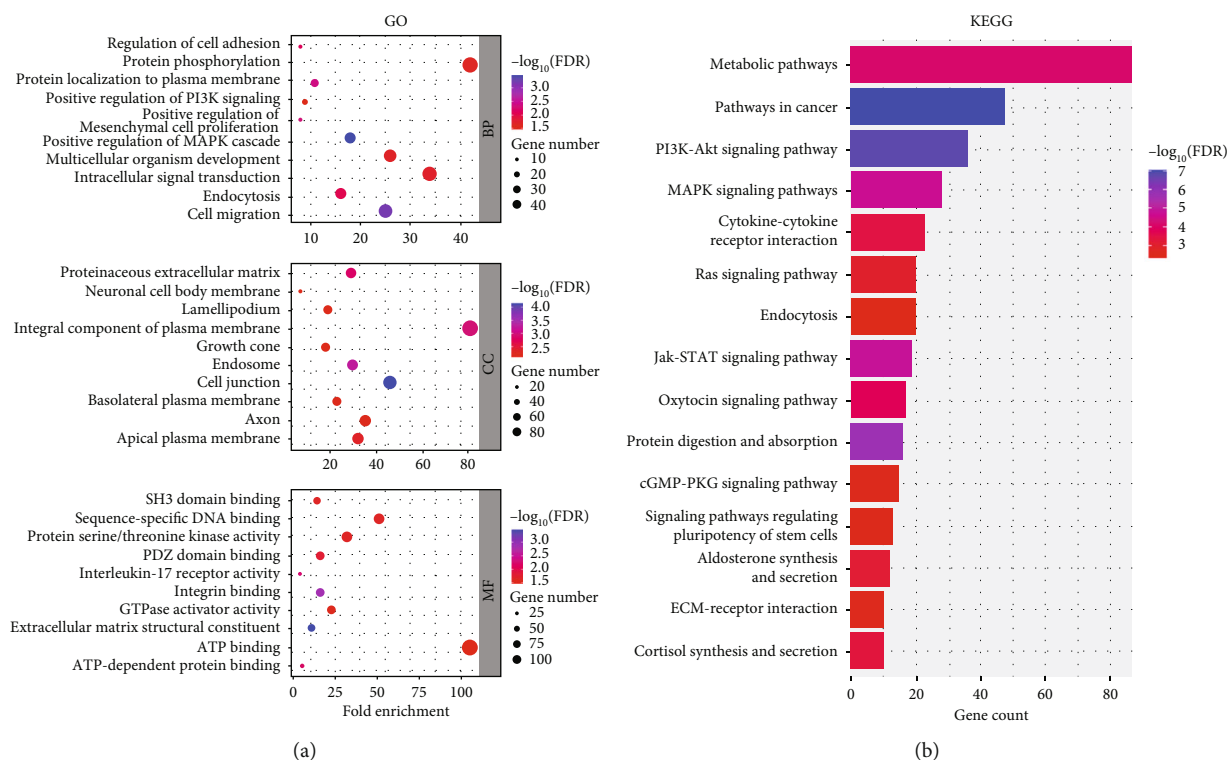 GO
Regulation of cell adhesion
Protein phosphorylation
Protein localization to plasma membrane
Positive regulation of PI3K signaling
Positive regulation of
Mesenchymal cell proliferation
Positive regulation of MAPK cascade
Multicellular organism development
Intracellular signal transduction
Endocytosis
Cell migration
BP
10 20 30 40
–log10(FDR)
3.0
2.5
2.0
1.5
Gene number
10
20
30
40
Proteinaceous extracellular matrix
Neuronal cell body membrane
Lamellipodium
Integral component of plasma membrane
Growth cone
Endosome
Cell junction
Basolateral plasma membrane
Axon
Apical plasma membrane
CC
20 40 60 80
–log10(FDR)
4.0
3.5
3.0
2.5
Gene number
20
40
60
80
SH3 domain binding
Sequence-specific DNA binding
Protein serine/threonine kinase activity
PDZ domain binding
Interleukin-17 receptor activity
Integrin binding
GTPase activator activity
Extracellular matrix structural constituent
ATP binding
ATP-dependent protein binding
MF
0 25 50 75 100
Fold enrichment
–log10(FDR)
3.0
2.5
2.0
1.5
Gene number
25
50
75
100
(a)
KEGG
Metabolic pathways
Pathways in cancer
PI3K-Akt signaling pathway
MAPK signaling pathways
Cytokine-cytokine
receptor interaction
Ras signaling pathway
Endocytosis
Jak-STAT signaling pathway
Oxytocin signaling pathway
Protein digestion and absorption
cGMP-PKG signaling pathway
Signaling pathways regulating
pluripotency of stem cells
Aldosterone synthesis
and secretion
ECM-receptor interaction
Cortisol synthesis and secretion
0 20 40 60 80
Gene count
–log10(FDR)
7
6
5
4
3
(b)